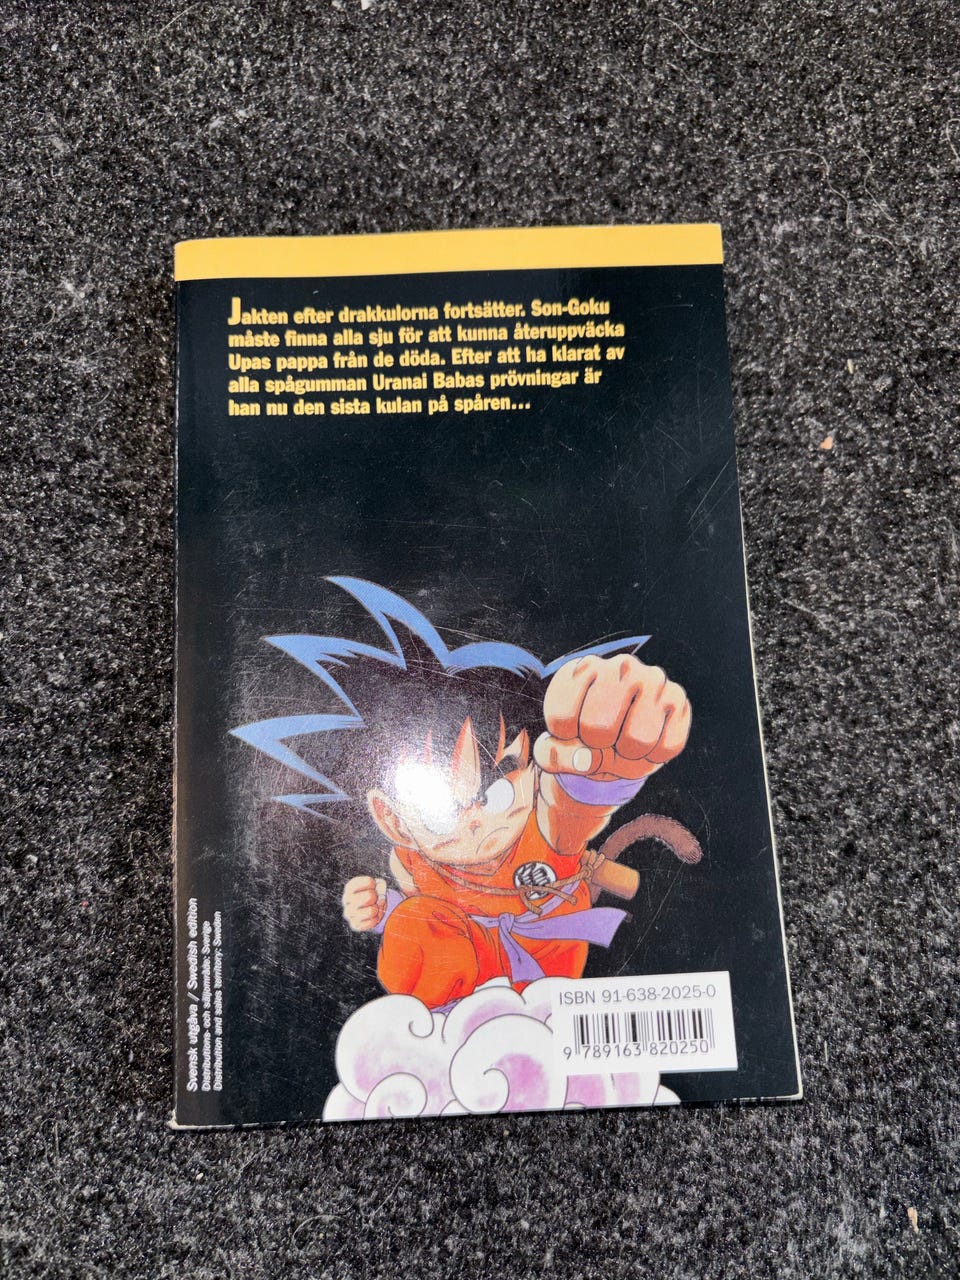 Jakten efter drakkulorna fortsätter. Son-Goku
måste finna alla sju för att kunna återuppväcka
Upas pappa från de döda. Efter att ha klarat av
alla spågumman Uranai Babas prövningar är
han nu den sista kulan på spåren...
Svensk utgåva / Swedish edition
Distributions- och säljområde: Sverige
Distribution and sales territory: Sweden
ISBN 91-638-2025-0
9 789163 820250